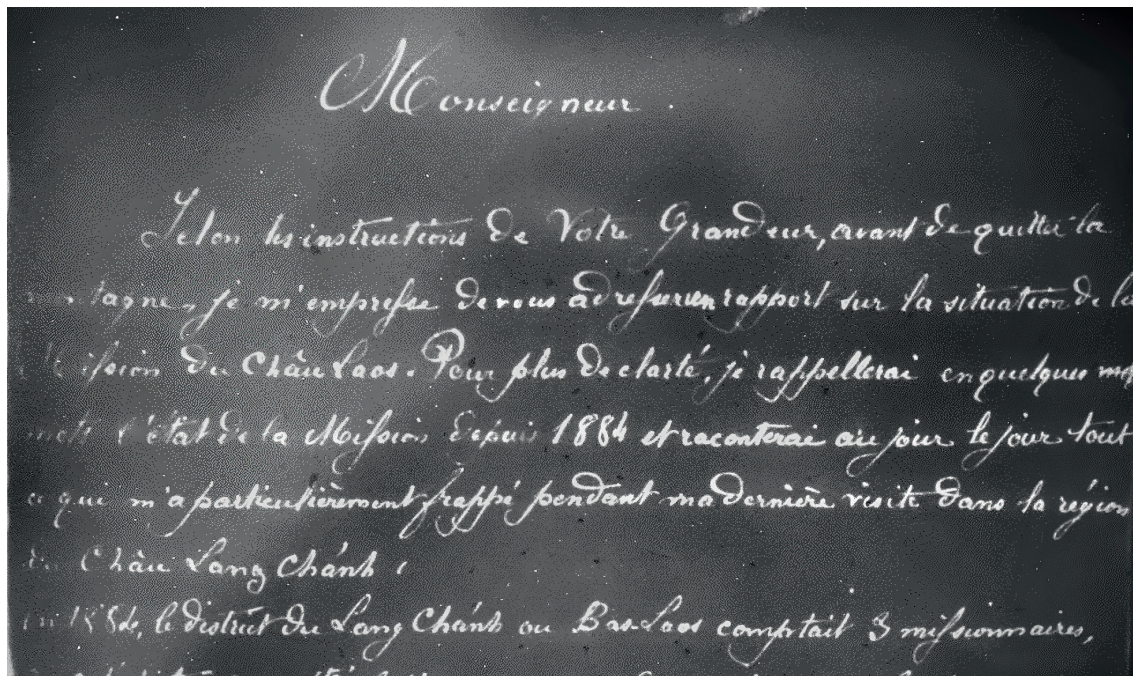 Monseigneur.
Selon les instructions de Votre Grandeur, avant de quitter la
montagne, je m'empresse de vous adresser un rapport sur la situation de la
Mission du Châu Laos. Pour plus de clarté, je rappellerai en quelques
mots l'état de la Mission depuis 1884 et raconterai au jour le jour tout
ce qui m'a particulièrement frappé pendant ma dernière visite dans la région
du Châu Lang Chánh.
En 1884, le district du Lang Chánh ou Bas-Laos comptait 3 missionnaires,